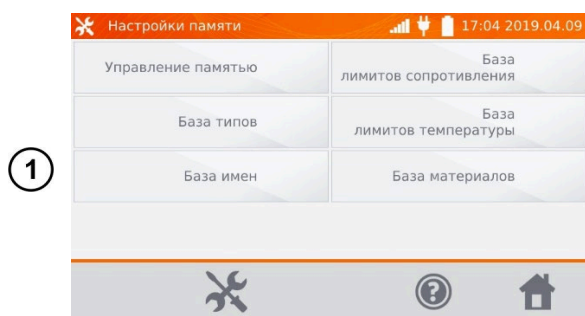 Настройки памяти 17:04 2019.04.09
Управление памятью
База
лимитов сопротивления
База типов
База
лимитов температуры
1
База имен
База материалов
?